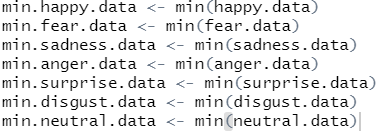 min.happy.data <- min(happy.data)
min.fear.data <- min(fear.data)
min.sadness.data <- min(sadness.data)
min.anger.data <- min(anger.data)
min.surprise.data <- min(surprise.data)
min.disgust.data <- min(disgust.data)
min.neutral.data <- min(neutral.data)